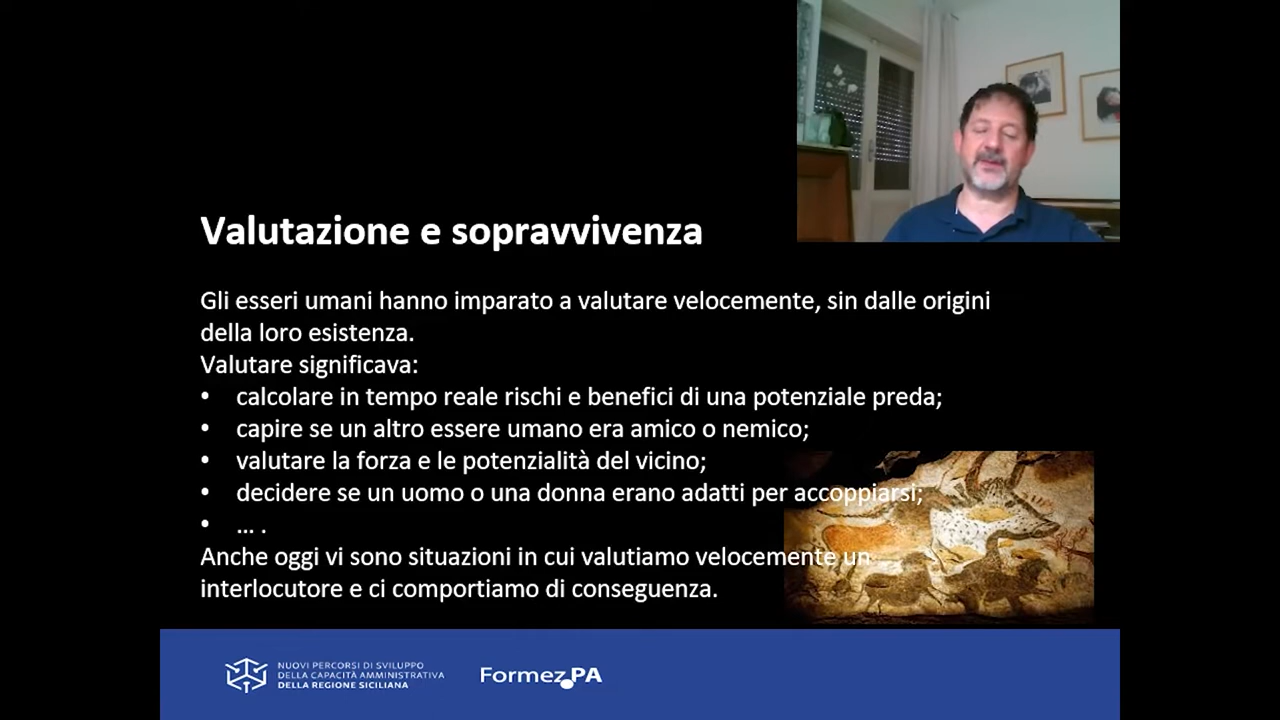 Valutazione e sopravvivenza
Gli esseri umani hanno imparato a valutare velocemente, sin dalle origini
della loro esistenza.
Valutare significava:
• calcolare in tempo reale rischi e benefici di una potenziale preda;
• capire se un altro essere umano era amico o nemico;
• valutare la forza e le potenzialità del vicino;
• decidere se un uomo o una donna erano adatti per accoppiarsi;
• ... .
Anche oggi vi sono situazioni in cui valutiamo velocemente un
interlocutore e ci comportiamo di conseguenza.
NUOVI PERCORSI DI SVILUPPO
DELLA CAPACITÀ AMMINISTRATIVA
DELLA REGIONE SICILIANA
Formez PA